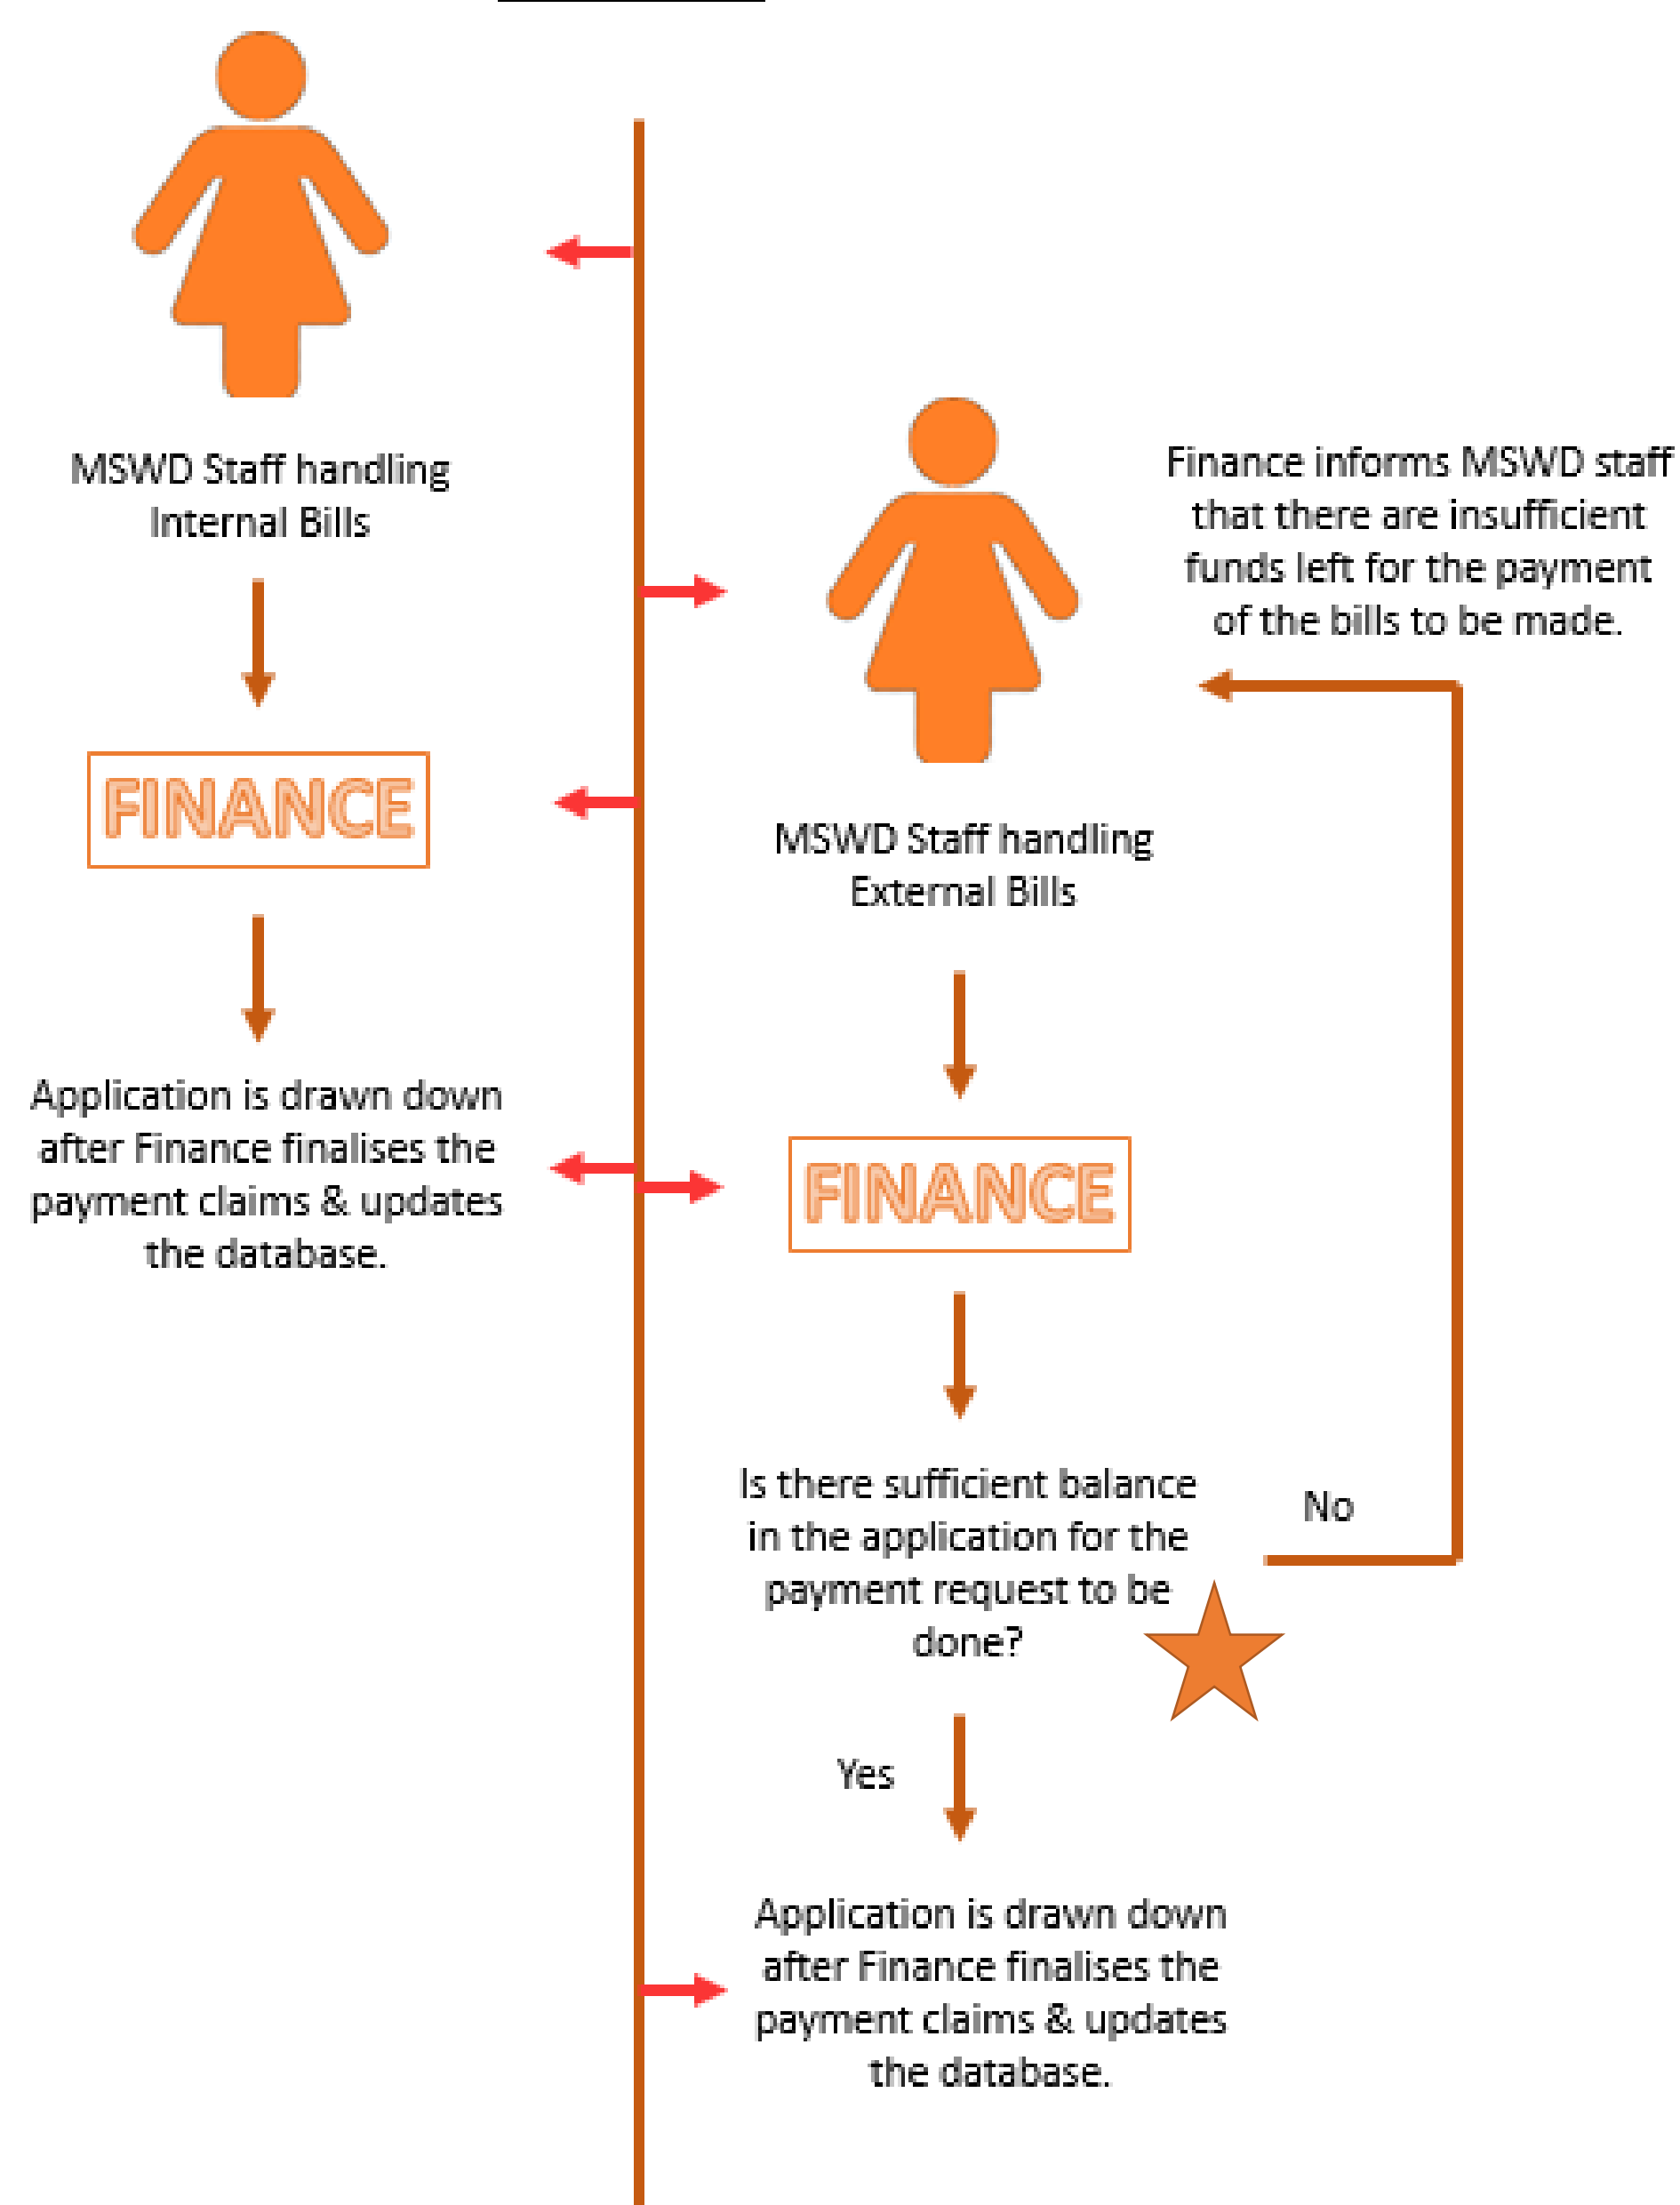 MSWD Staff handling
Internal Bills
FINANCE
Application is drawn down
after Finance finalises the
payment claims & updates
the database.
MSWD Staff handling
External Bills
FINANCE
Is there sufficient balance
in the application for the
payment request to be
done?
No
Finance informs MSWD staff
that there are insufficient
funds left for the payment
of the bills to be made.
Yes
Application is drawn down
after Finance finalises the
payment claims & updates
the database.